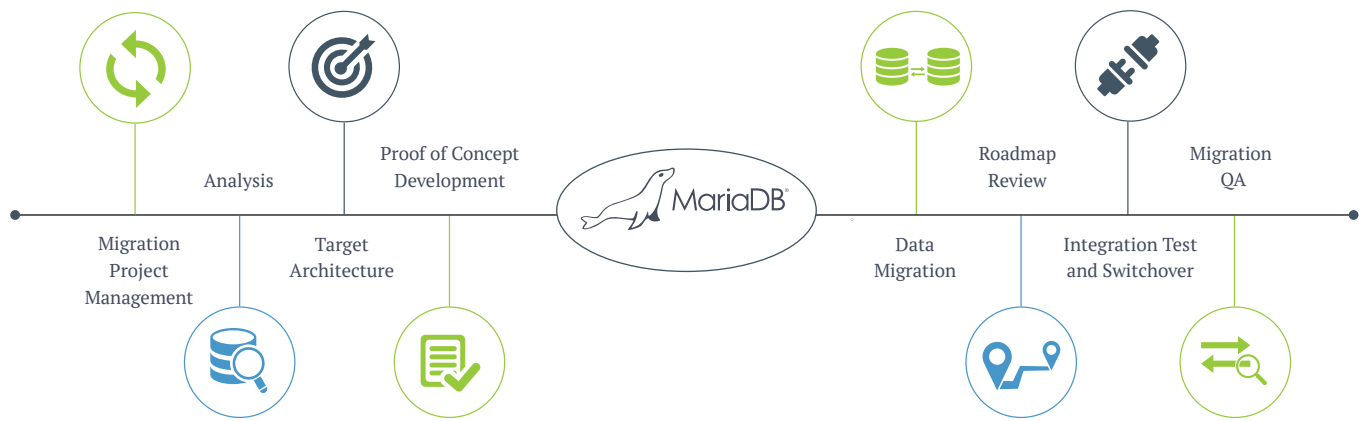 Migration
Project
Management
Analysis
Target
Architecture
Proof of Concept
Development
MariaDB®
Data
Migration
Roadmap
Review
Integration Test
and Switchover
Migration
QA